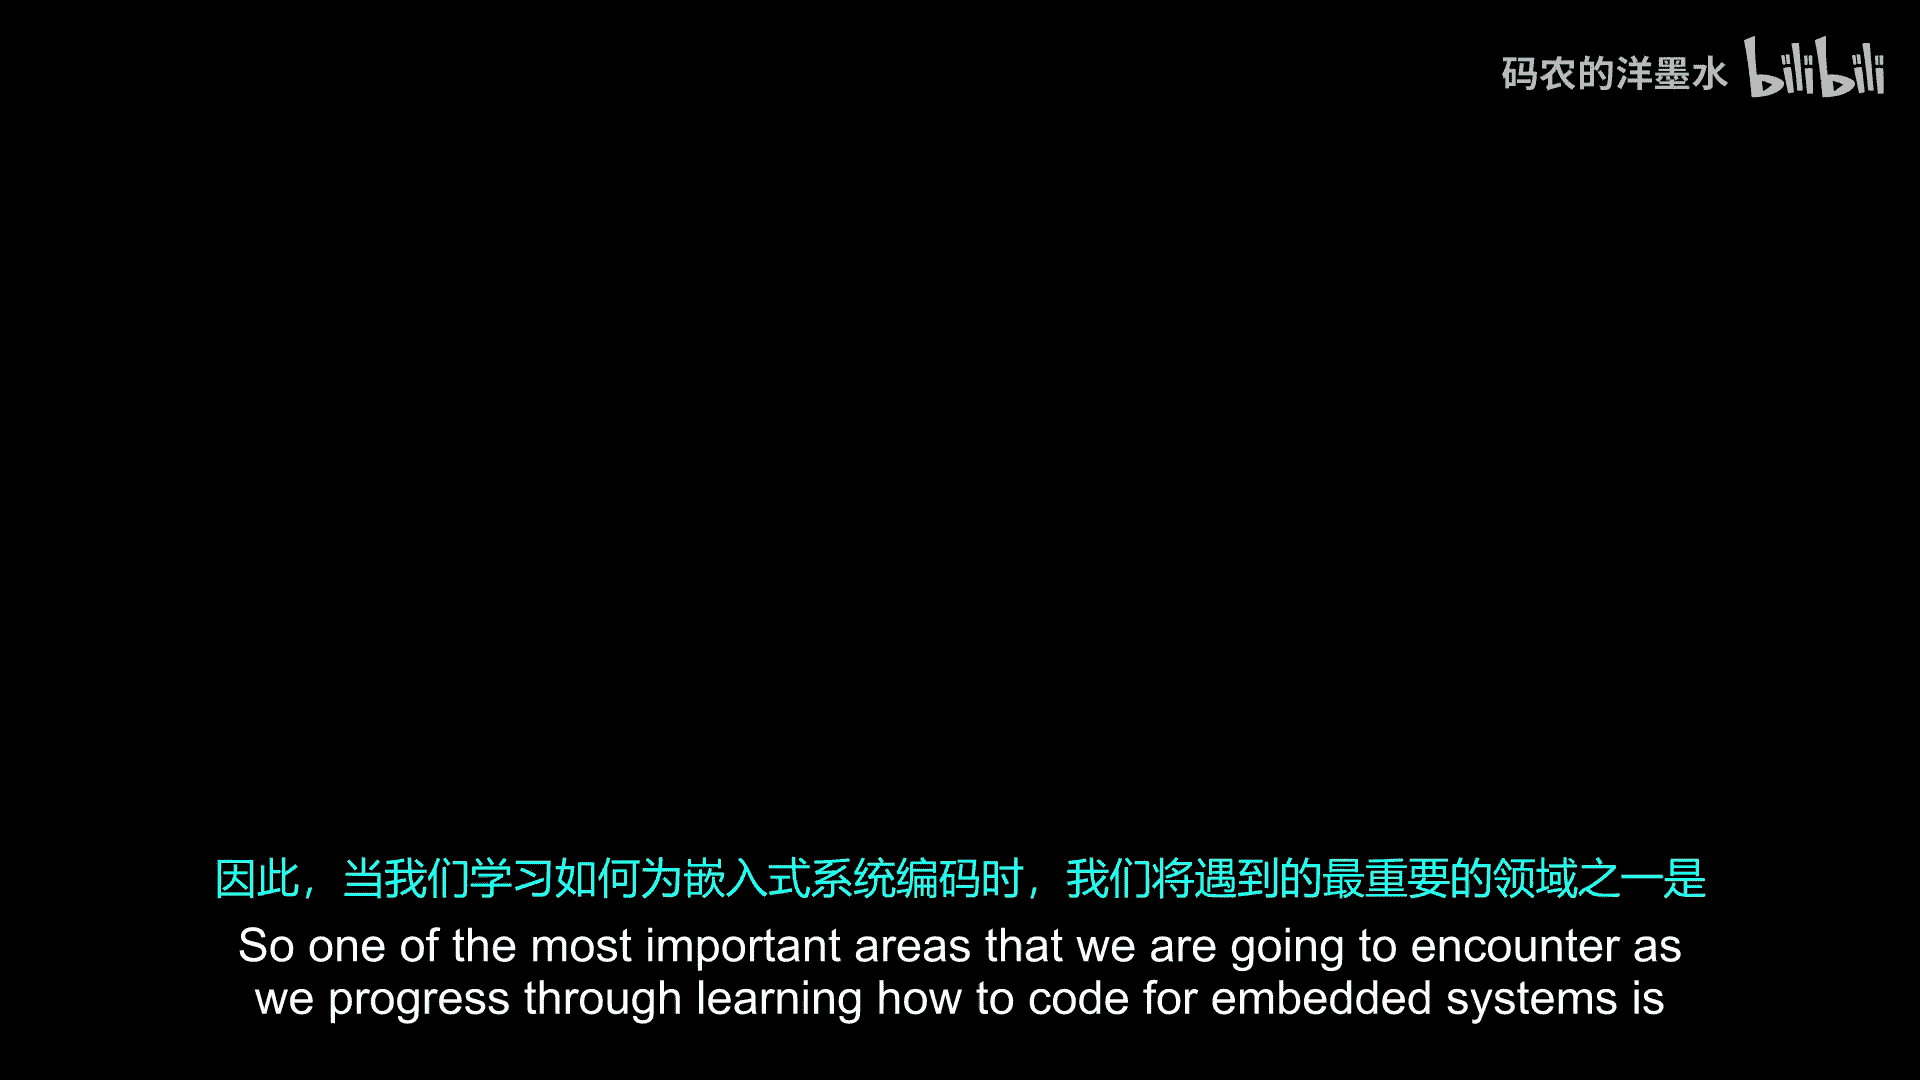 码农的洋墨水 bilibili
因此，当我们学习如何为嵌入式系统编码时，我们将遇到的最重要的领域之一是
So one of the most important areas that we are going to encounter as
we progress through learning how to code for embedded systems is